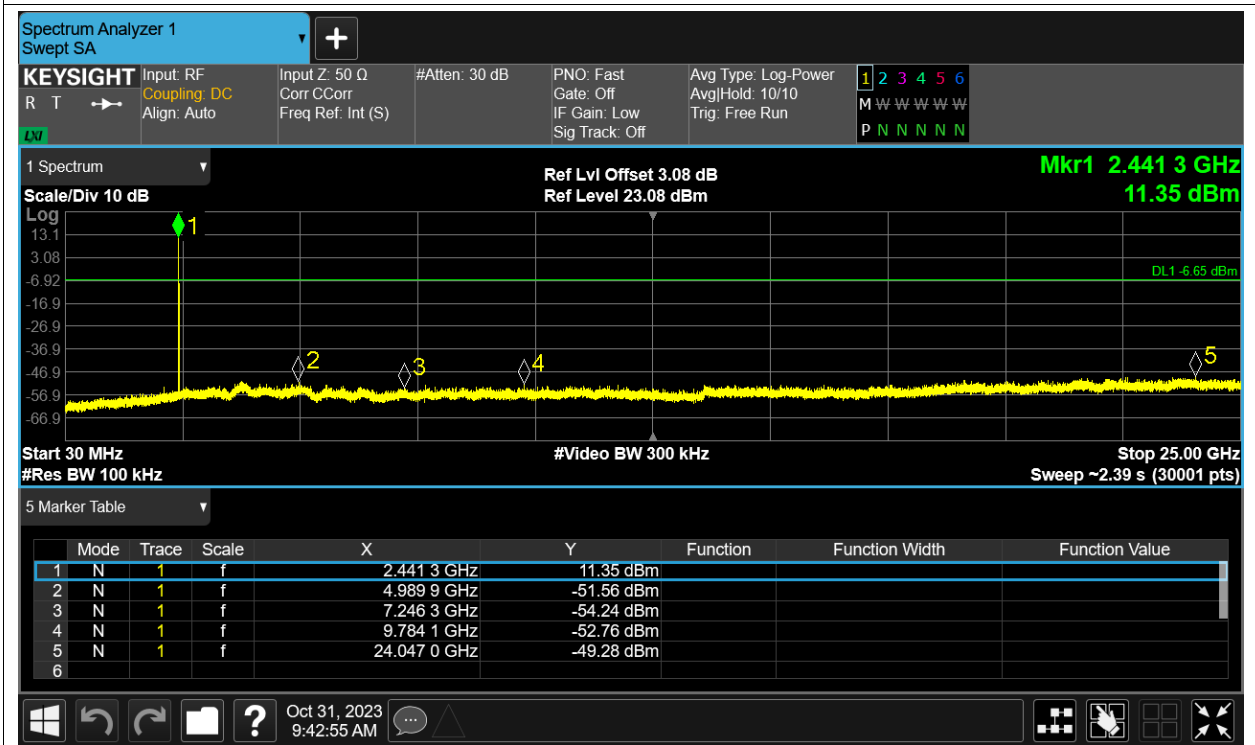 Spectrum Analyzer 1
Swept SA
KEYSIGHT Input: RF Input Z: 50 Ω #Atten: 30 dB PNO: Fast Avg Type: Log-Power 1 2 3 4 5 6
R T Coupling: DC Corr CCorr Gate: Off Avg|Hold: 10/10 M W W W W W W
Align: Auto Freq Ref: Int (S) IF Gain: Low Trig: Free Run
LXI Sig Track: Off P N N N N N
1 Spectrum Ref Lvl Offset 3.08 dB Mkr1 2.441 3 GHz
Scale/Div 10 dB Ref Level 23.08 dBm 11.35 dBm
Log
1
13.1
3.08
DL1 -6.65 dBm
-6.92
-16.9
-26.9
-36.9
2 3 4 5
-46.9
-56.9
-66.9
Start 30 MHz #Video BW 300 kHz Stop 25.00 GHz
#Res BW 100 kHz Sweep ~2.39 s (30001 pts)
5 Marker Table
Mode Trace Scale X Y Function Function Width Function Value
1 N 1 f 2.441 3 GHz 11.35 dBm
2 N 1 f 4.989 9 GHz -51.56 dBm
3 N 1 f 7.246 3 GHz -54.24 dBm
4 N 1 f 9.784 1 GHz -52.76 dBm
5 N 1 f 24.047 0 GHz -49.28 dBm
6
? Oct 31, 2023
9:42:55 AM